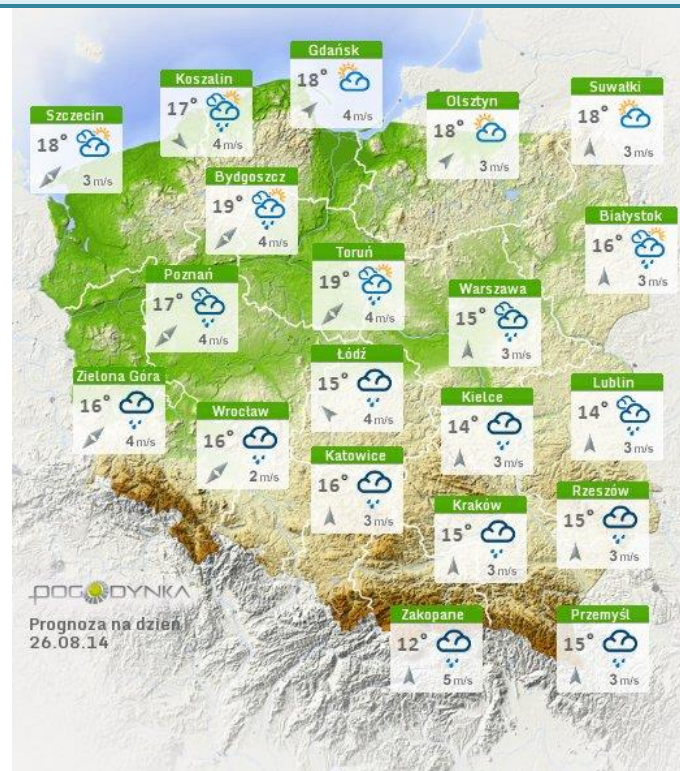 Gdańsk
18°
4 m/s
Koszalin
17°
4 m/s
Suwałki
18°
3 m/s
Olsztyn
18°
3 m/s
Szczecin
18°
3 m/s
Bydgoszcz
19°
4 m/s
Białystok
16°
3 m/s
Toruń
19°
4 m/s
Poznań
17°
4 m/s
Warszawa
15°
3 m/s
Łódź
15°
4 m/s
Zielona Góra
16°
4 m/s
Lublin
14°
3 m/s
Kielce
14°
3 m/s
Wrocław
16°
2 m/s
Katowice
16°
3 m/s
Rzeszów
15°
3 m/s
Kraków
15°
3 m/s
POGODYNKA
Prognoza na dzień
26.08.14
Zakopane
12°
5 m/s
Przemyśl
15°
3 m/s